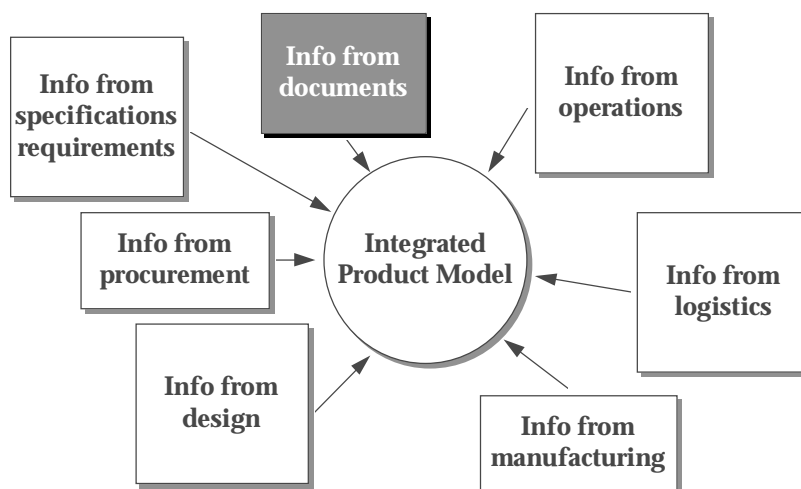 Info from
specifications
requirements
Info from
documents
Info from
operations
Info from
procurement
Integrated
Product Model
Info from
logistics
Info from
design
Info from
manufacturing